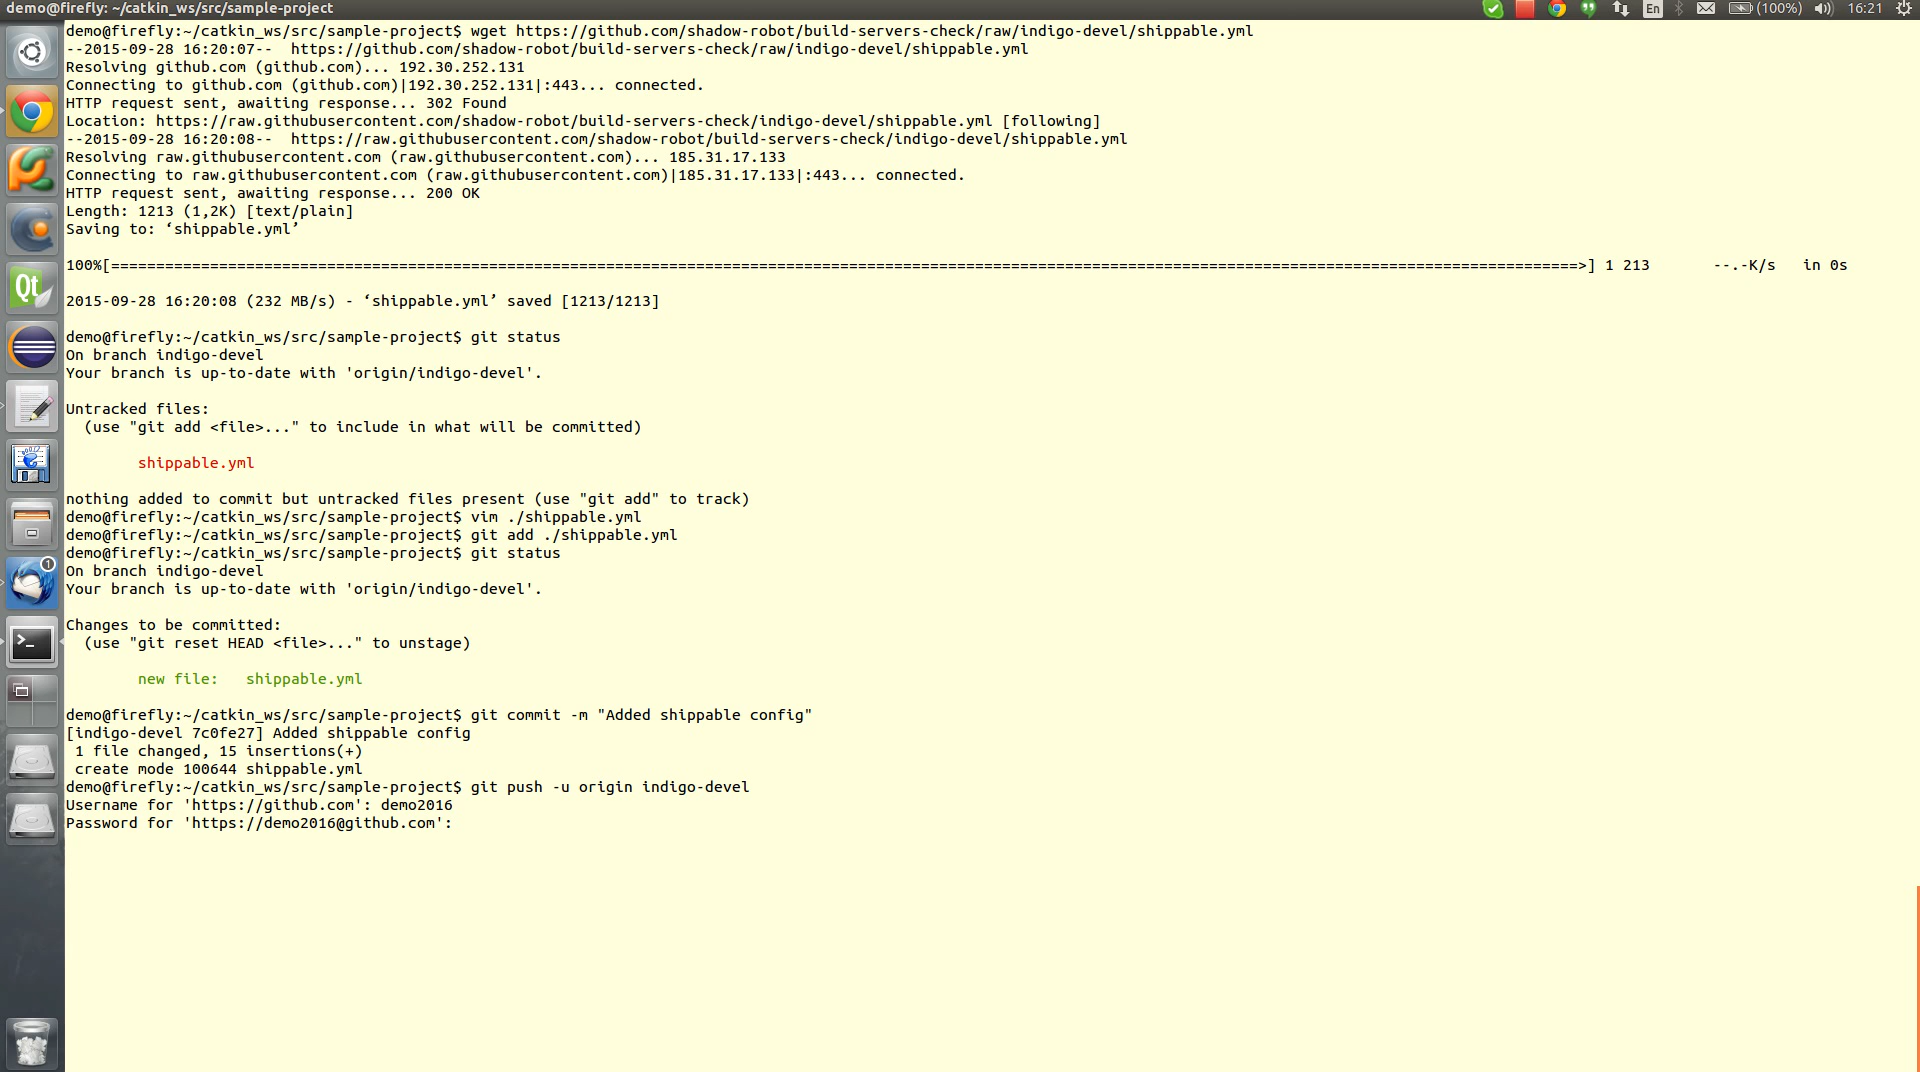 demo@firefly: ~/catkin_ws/src/sample-project
En
(100%)
16:21
demo@firefly:~/catkin_ws/src/sample-project$ wget https://github.com/shadow-robot/build-servers-check/raw/indigo-devel/shippable.yml
--2015-09-28 16:20:07--  https://github.com/shadow-robot/build-servers-check/raw/indigo-devel/shippable.yml
Resolving github.com (github.com)... 192.30.252.131
Connecting to github.com (github.com)|192.30.252.131|:443... connected.
HTTP request sent, awaiting response... 302 Found
Location: https://raw.githubusercontent.com/shadow-robot/build-servers-check/indigo-devel/shippable.yml [following]
--2015-09-28 16:20:08--  https://raw.githubusercontent.com/shadow-robot/build-servers-check/indigo-devel/shippable.yml
Resolving raw.githubusercontent.com (raw.githubusercontent.com)... 185.31.17.133
Connecting to raw.githubusercontent.com (raw.githubusercontent.com)|185.31.17.133|:443... connected.
HTTP request sent, awaiting response... 200 OK
Length: 1213 (1,2K) [text/plain]
Saving to: ‘shippable.yml’
100%[===================================================================================================================================================================>] 1 213       --.-K/s   in 0s
2015-09-28 16:20:08 (232 MB/s) - ‘shippable.yml’ saved [1213/1213]
demo@firefly:~/catkin_ws/src/sample-project$ git status
On branch indigo-devel
Your branch is up-to-date with 'origin/indigo-devel'.
Untracked files:
  (use "git add <file>..." to include in what will be committed)
        shippable.yml
nothing added to commit but untracked files present (use "git add" to track)
demo@firefly:~/catkin_ws/src/sample-project$ vim ./shippable.yml
demo@firefly:~/catkin_ws/src/sample-project$ git add ./shippable.yml
demo@firefly:~/catkin_ws/src/sample-project$ git status
On branch indigo-devel
Your branch is up-to-date with 'origin/indigo-devel'.
Changes to be committed:
  (use "git reset HEAD <file>..." to unstage)
        new file:   shippable.yml
demo@firefly:~/catkin_ws/src/sample-project$ git commit -m "Added shippable config"
[indigo-devel 7c0fe27] Added shippable config
 1 file changed, 15 insertions(+)
 create mode 100644 shippable.yml
demo@firefly:~/catkin_ws/src/sample-project$ git push -u origin indigo-devel
Username for 'https://github.com': demo2016
Password for 'https://demo2016@github.com':
Qt
1
>_